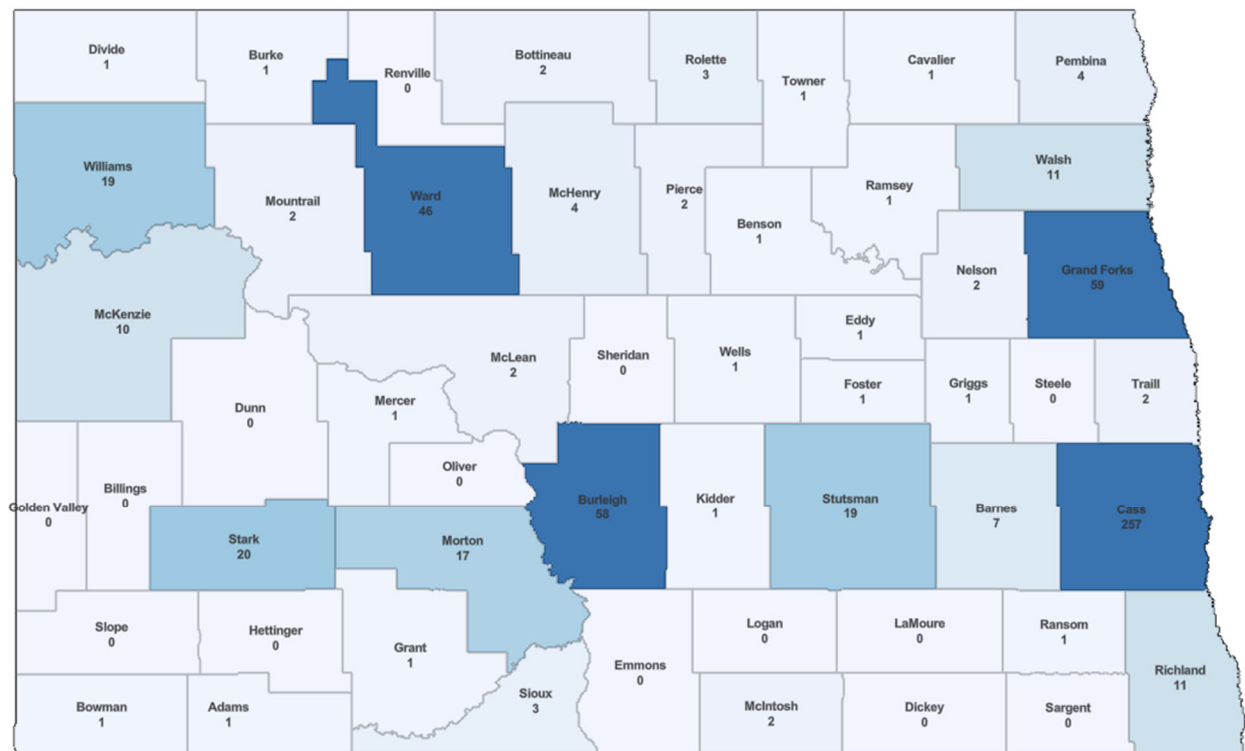 Divide
1
Burke
1
Renville
0
Bottineau
2
Rolette
3
Towner
1
Cavalier
1
Pembina
4
Williams
19
Mountrail
2
Ward
46
McHenry
4
Pierce
2
Benson
1
Ramsey
1
Walsh
11
Nelson
2
Grand Forks
59
McKenzie
10
McLean
2
Sheridan
0
Wells
1
Eddy
1
Foster
1
Griggs
1
Steele
0
Traill
2
Dunn
0
Mercer
1
Oliver
0
Golden Valley
0
Billings
0
Stark
20
Morton
17
Burleigh
58
Kidder
1
Stutsman
19
Barnes
7
Cass
257
Slope
0
Hettinger
0
Grant
1
Emmons
0
Logan
0
LaMoure
0
Ransom
1
Richland
11
Bowman
1
Adams
1
Sioux
3
McIntosh
2
Dickey
0
Sargent
0